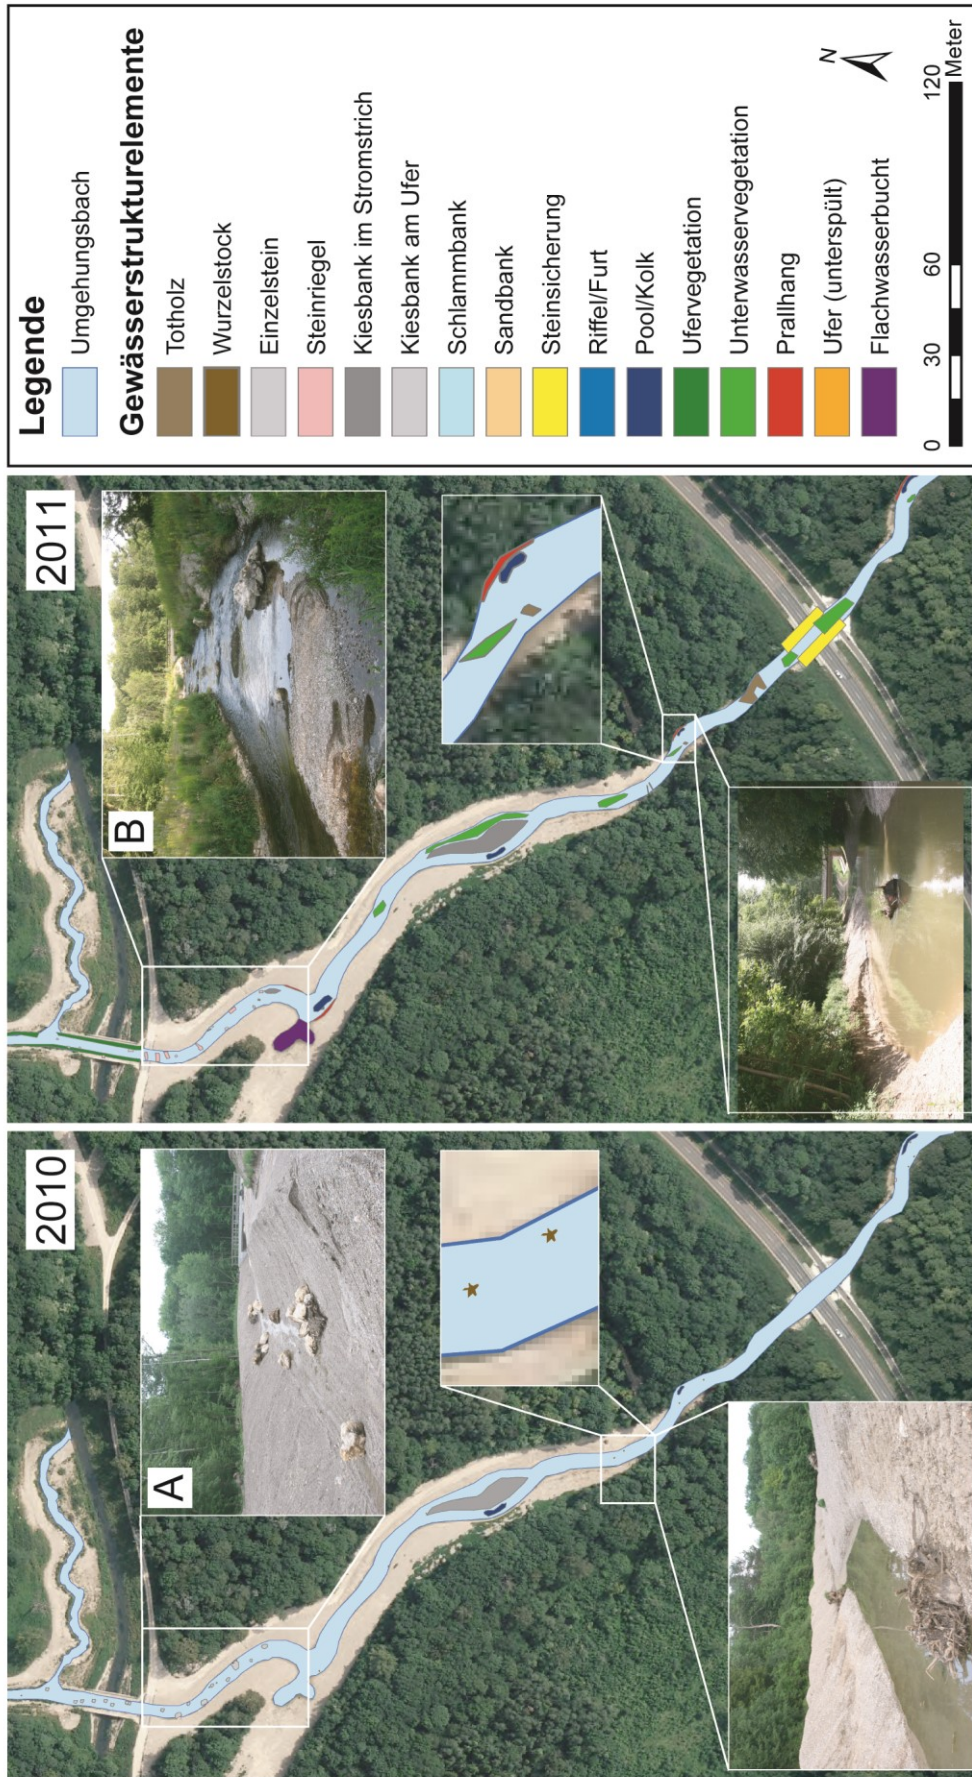 2010
A
2011
B
Legende
Umgehungsbach
Gewässerstrukturelemente
Totholz
Wurzelstock
Einzelstein
Steinriegel
Kiesbank im Stromstrich
Kiesbank am Ufer
Schlammbank
Sandbank
Steinsicherung
Riffel/Furt
Pool/Kolk
Ufervegetation
Unterwasservegetation
Prallhang
Ufer (unterspült)
Flachwasserbucht
N
0 30 60 120
Meter